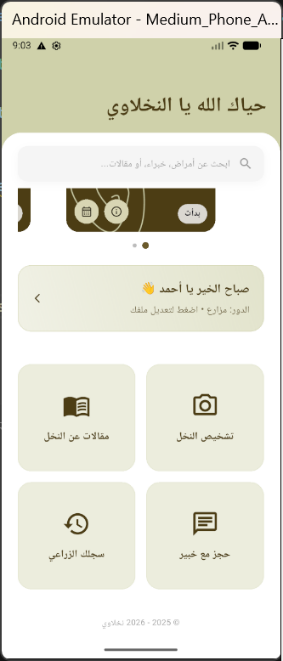 Android Emulator - Medium_Phone_A...
9:03
حياك الله يا النخلاوي
ابحث عن أمراض، خبراء، أو مقالات...
بدأت
صباح الخير يا أحمد 👋
الدور: مزارع • اضغط لتعديل ملفك
تشخيص النخل
مقالات عن النخل
حجز مع خبير
سجلك الزراعي
© 2025 - 2026 نخلاوي